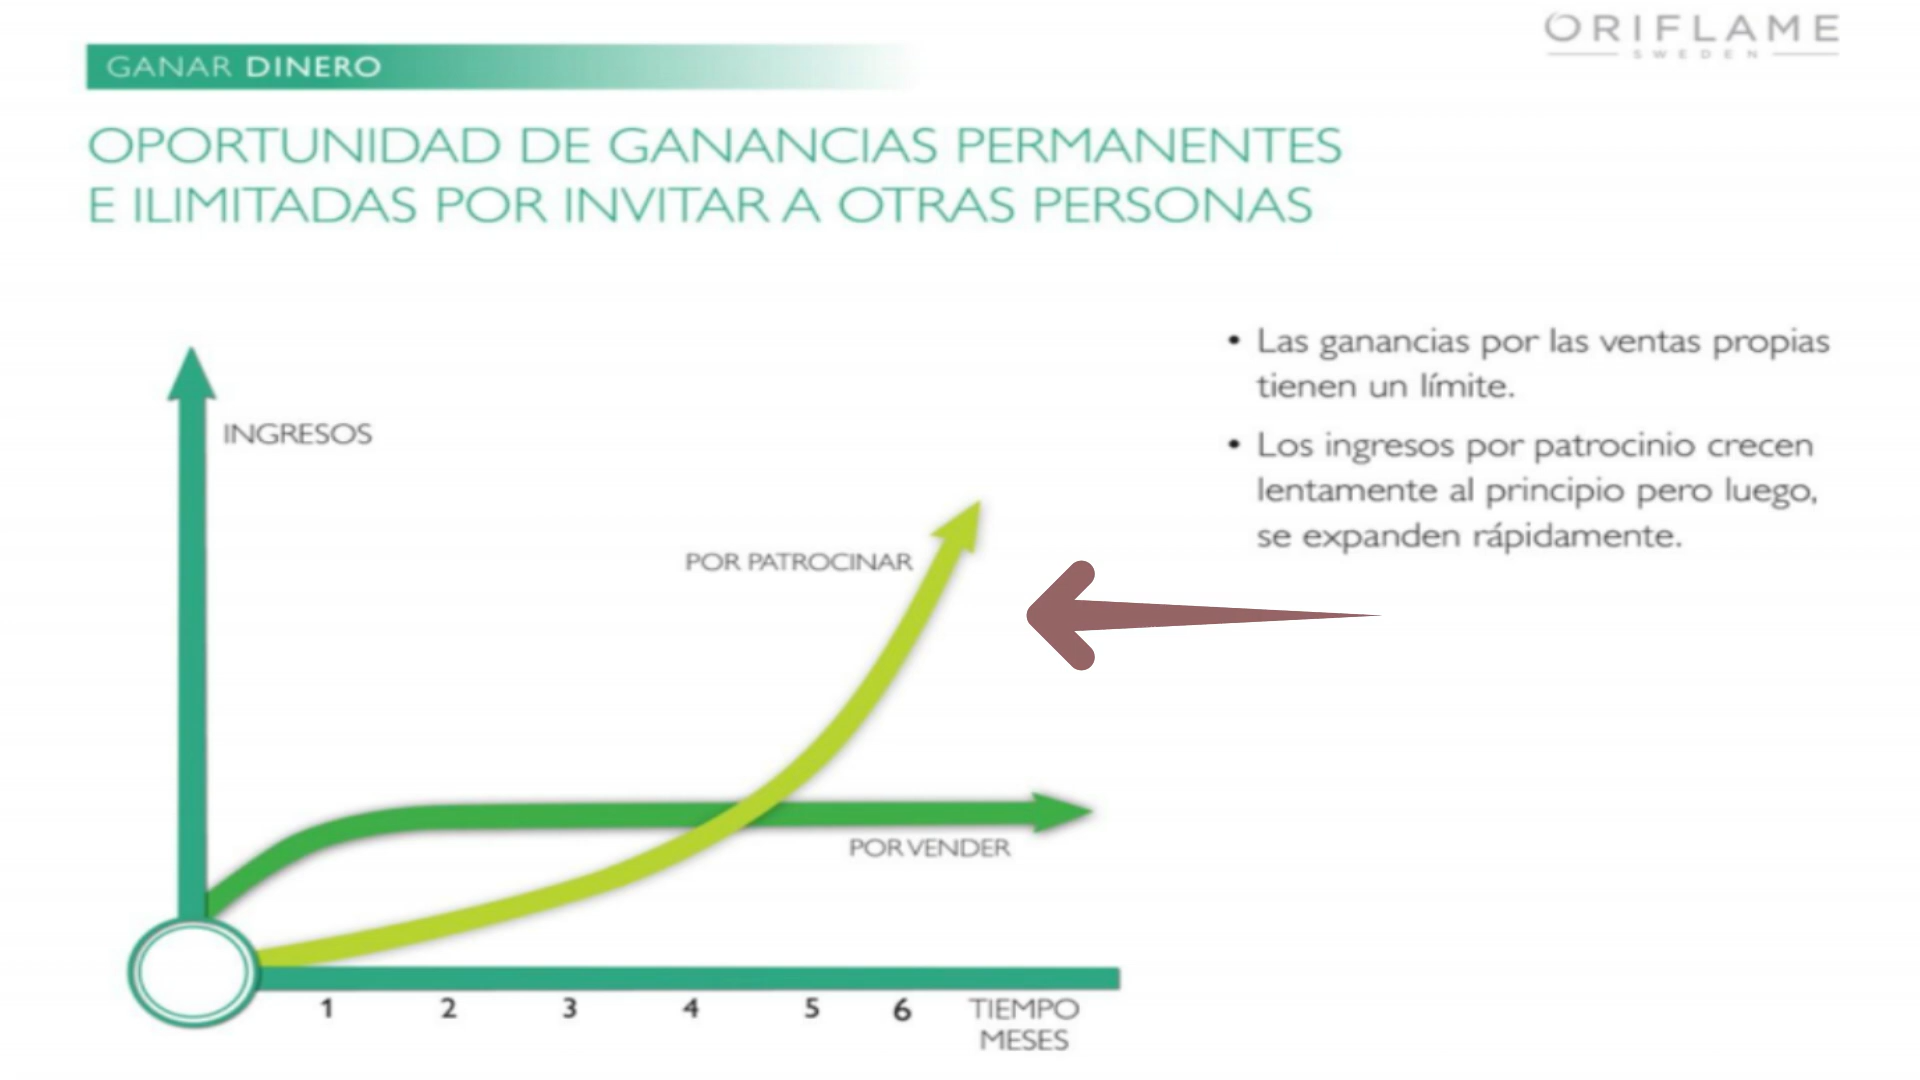 ORIFLAME
SWEDEN
GANAR DINERO
OPORTUNIDAD DE GANANCIAS PERMANENTES
E ILIMITADAS POR INVITAR A OTRAS PERSONAS
INGRESOS
POR PATROCINAR
POR VENDER
1 2 3 4 5 6 TIEMPO
MESES
• Las ganancias por las ventas propias
tienen un límite.
• Los ingresos por patrocinio crecen
lentamente al principio pero luego,
se expanden rápidamente.